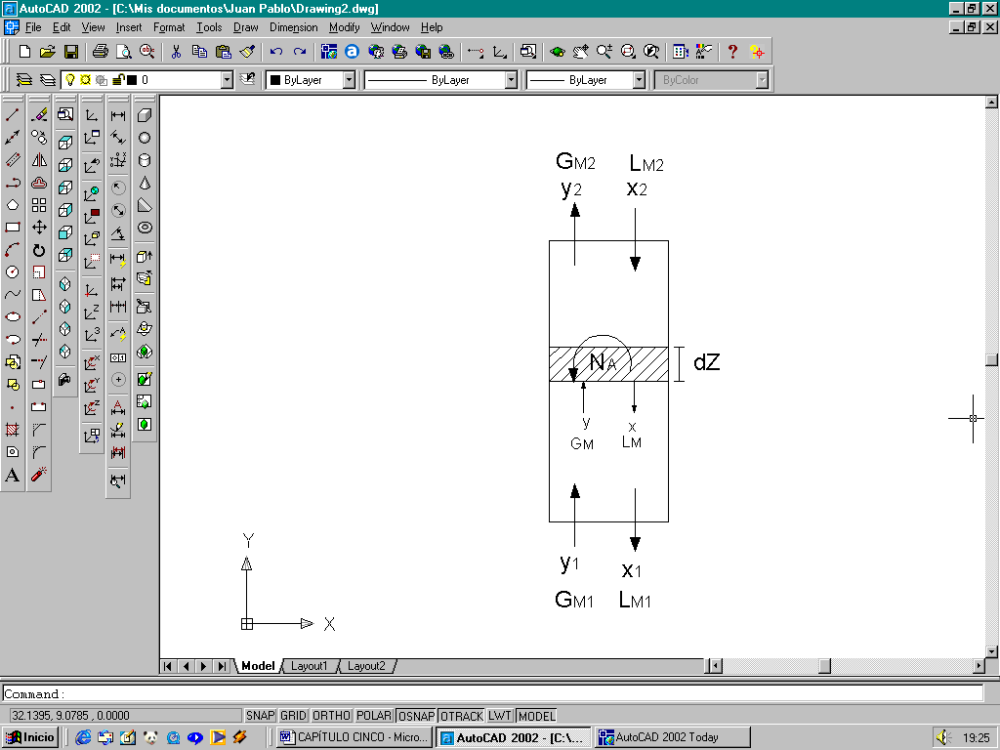 AutoCAD 2002 - [C:\Mis documentos\Juan Pablo\Drawing2.dwg]
File Edit View Insert Format Tools Draw Dimension Modify Window Help
0 ByLayer ByLayer ByLayer ByColor
GM2 LM2
y2 x2
NA dZ
y x
GM LM
y1 x1
GM1 LM1
Y
X
Model Layout1 Layout2
Command:
32.1395, 9.0785 , 0.0000 SNAP GRID ORTHO POLAR OSNAP OTRACK LWT MODEL
Inicio CAPÍTULO CINCO - Micro... AutoCAD 2002 - [C:\... AutoCAD 2002 Today 19:25